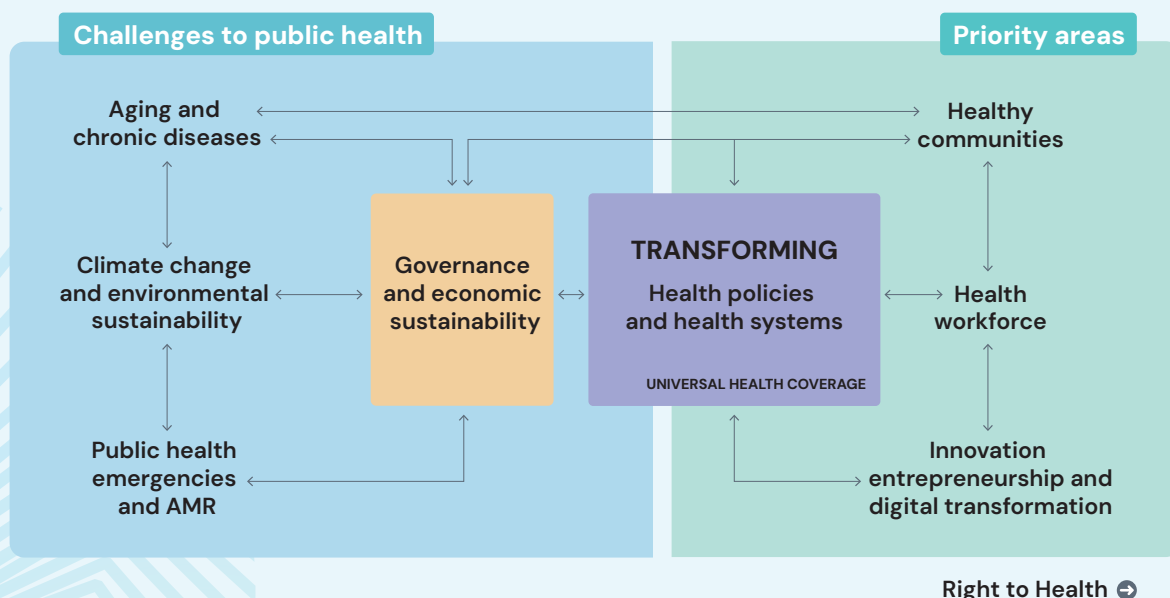 Challenges to public health
Priority areas
Aging and
chronic diseases
Healthy
communities
Climate change
and environmental
sustainability
Governance
and economic
sustainability
TRANSFORMING
Health policies
and health systems
UNIVERSAL HEALTH COVERAGE
Health
workforce
Public health
emergencies
and AMR
Innovation
entrepreneurship and
digital transformation
Right to Health